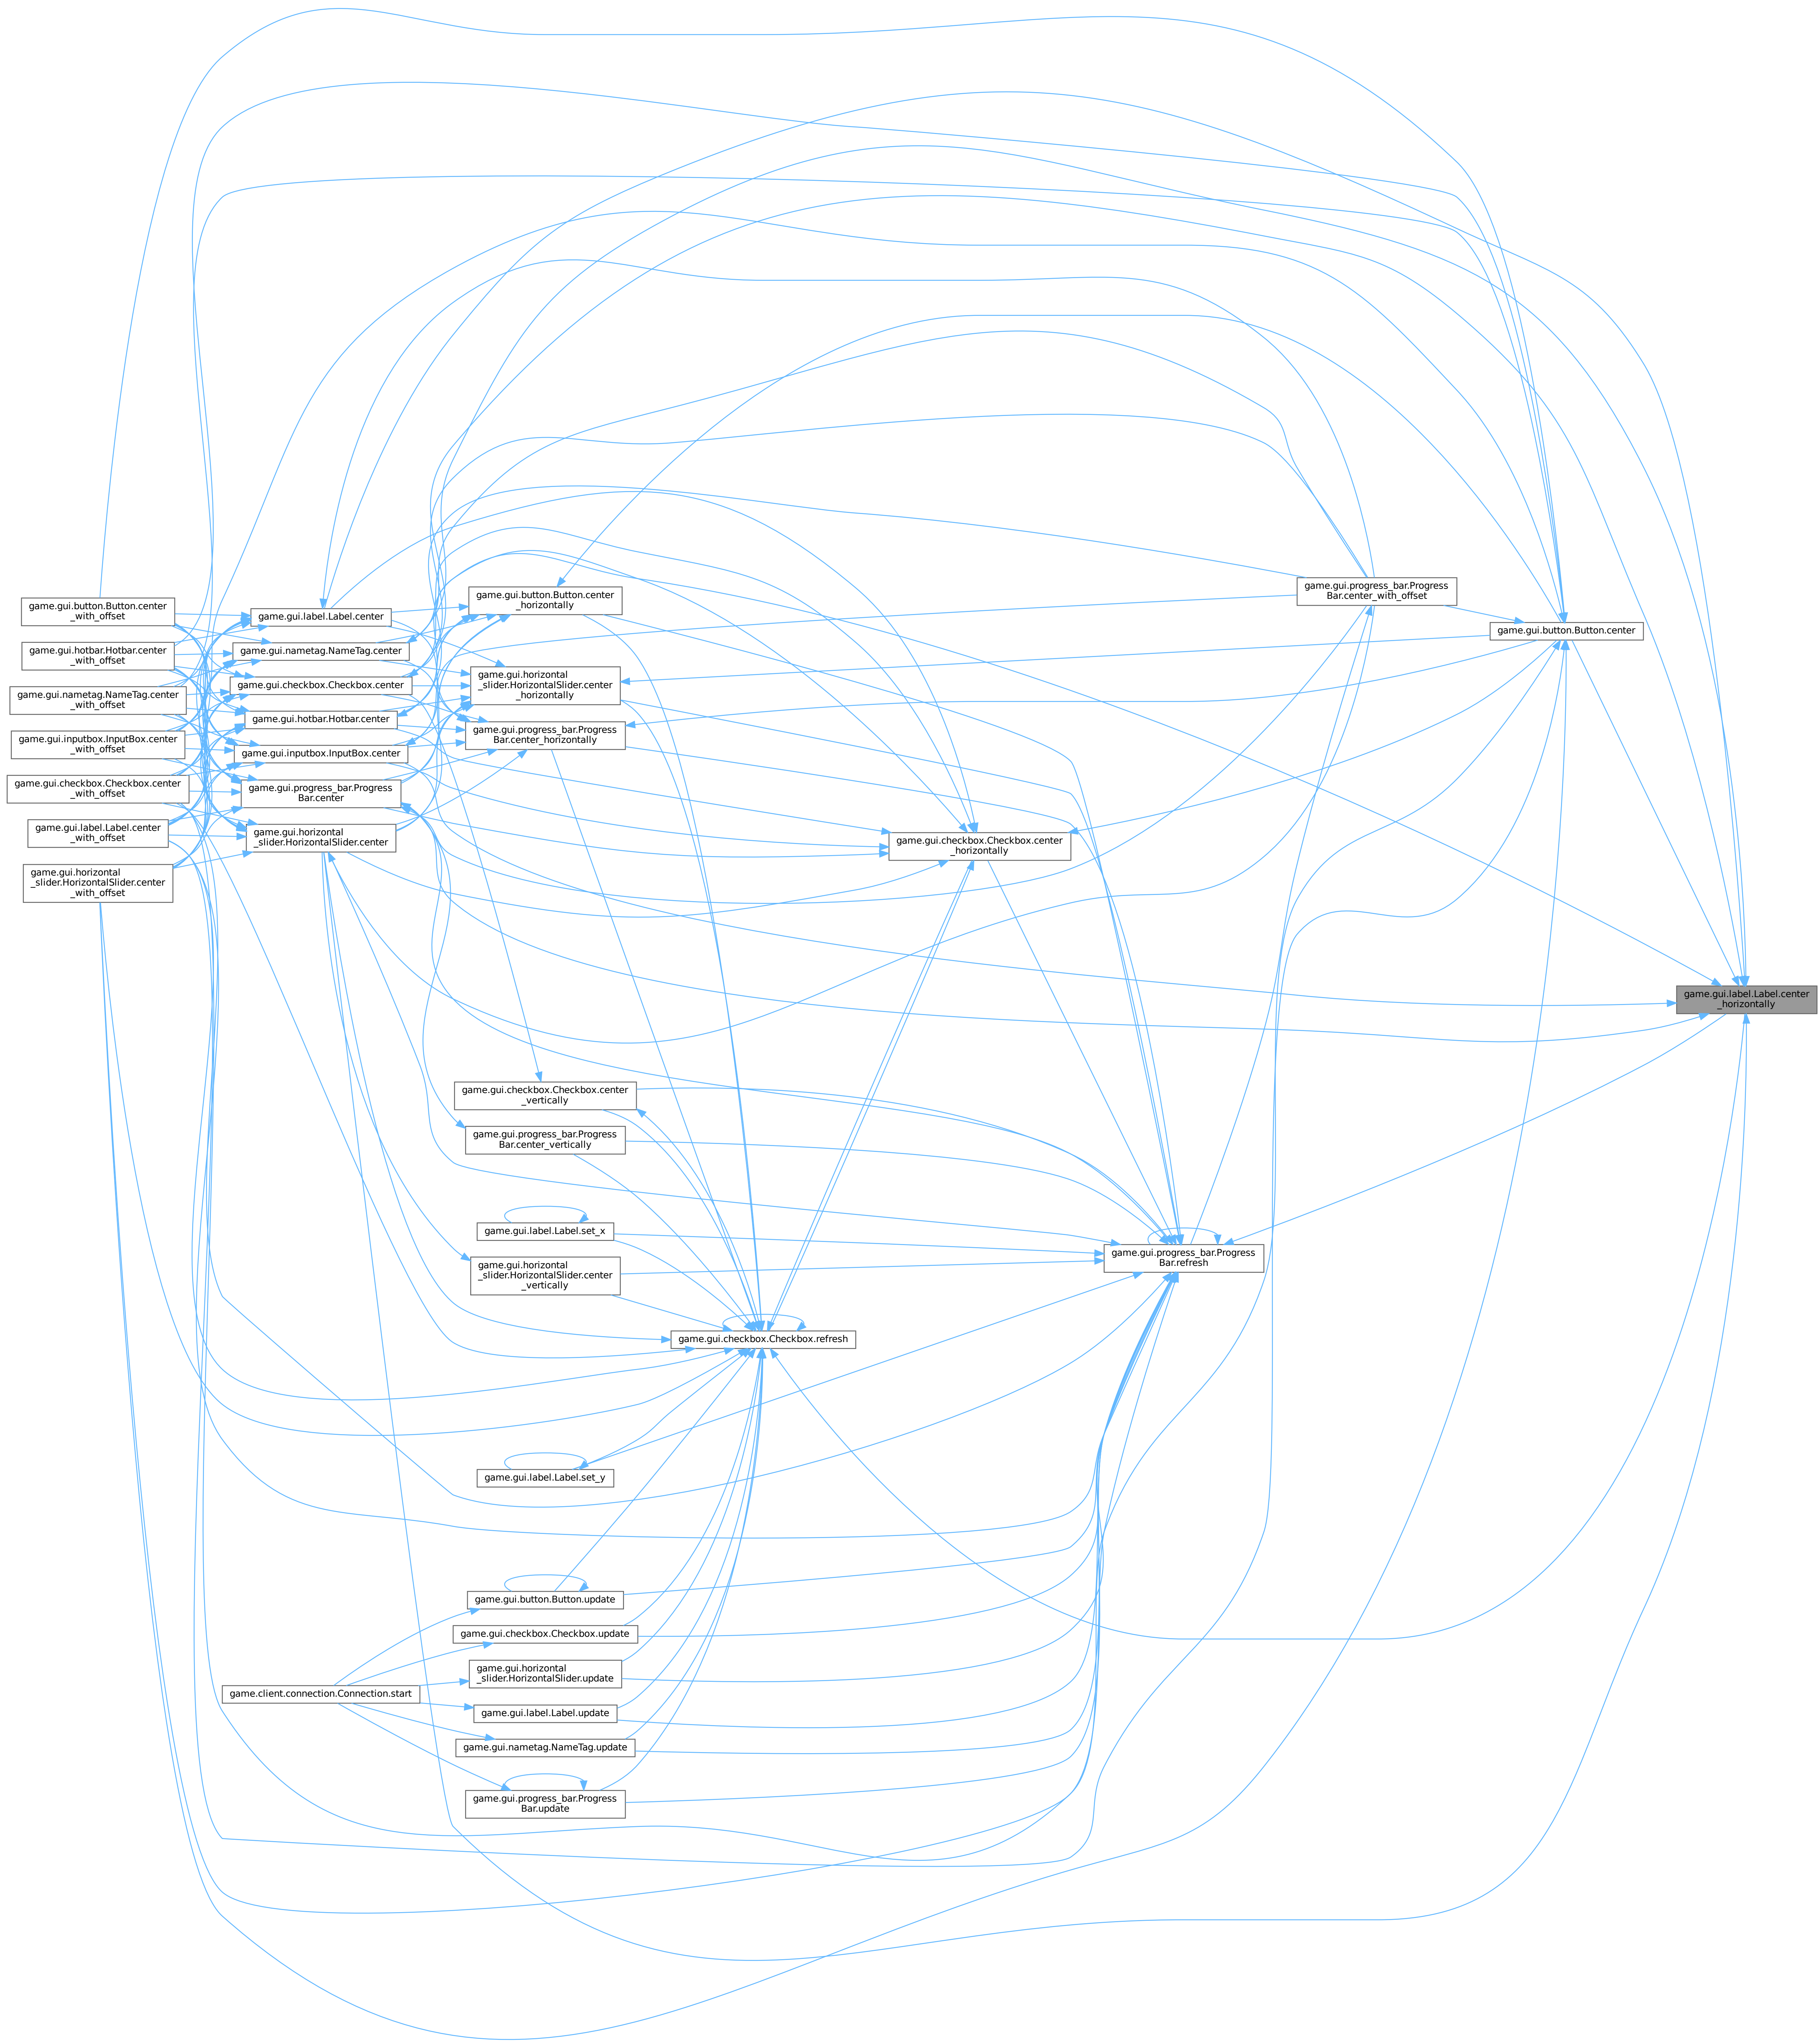 game.gui.button.Button.center
_with_offset
game.gui.hotbar.Hotbar.center
_with_offset
game.gui.nametag.NameTag.center
_with_offset
game.gui.inputbox.InputBox.center
_with_offset
game.gui.checkbox.Checkbox.center
_with_offset
game.gui.label.Label.center
_with_offset
game.gui.horizontal
_slider.HorizontalSlider.center
_with_offset
game.gui.label.Label.center
game.gui.nametag.NameTag.center
game.gui.checkbox.Checkbox.center
game.gui.hotbar.Hotbar.center
game.gui.inputbox.InputBox.center
game.gui.progress_bar.Progress
Bar.center
game.gui.horizontal
_slider.HorizontalSlider.center
game.client.connection.Connection.start
game.gui.button.Button.center
_horizontally
game.gui.horizontal
_slider.HorizontalSlider.center
_horizontally
game.gui.progress_bar.Progress
Bar.center_horizontally
game.gui.checkbox.Checkbox.center
_vertically
game.gui.progress_bar.Progress
Bar.center_vertically
game.gui.label.Label.set_x
game.gui.horizontal
_slider.HorizontalSlider.center
_vertically
game.gui.label.Label.set_y
game.gui.button.Button.update
game.gui.checkbox.Checkbox.update
game.gui.horizontal
_slider.HorizontalSlider.update
game.gui.label.Label.update
game.gui.nametag.NameTag.update
game.gui.progress_bar.Progress
Bar.update
game.gui.checkbox.Checkbox.refresh
game.gui.checkbox.Checkbox.center
_horizontally
game.gui.progress_bar.Progress
Bar.refresh
game.gui.progress_bar.Progress
Bar.center_with_offset
game.gui.button.Button.center
game.gui.label.Label.center
_horizontally